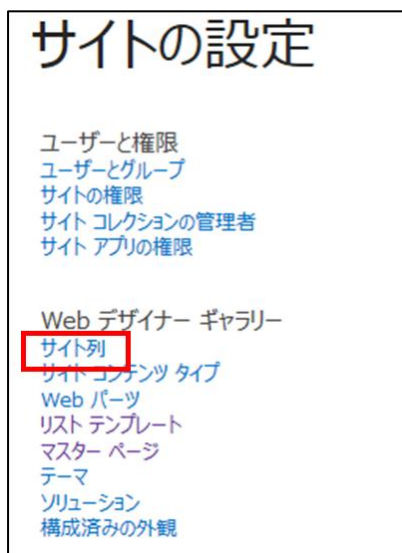 サイトの設定
ユーザーと権限
ユーザーとグループ
サイトの権限
サイト コレクションの管理者
サイト アプリの権限
Web デザイナー ギャラリー
サイト列
サイト コンテンツ タイプ
Web パーツ
リスト テンプレート
マスター ページ
テーマ
ソリューション
構成済みの外観